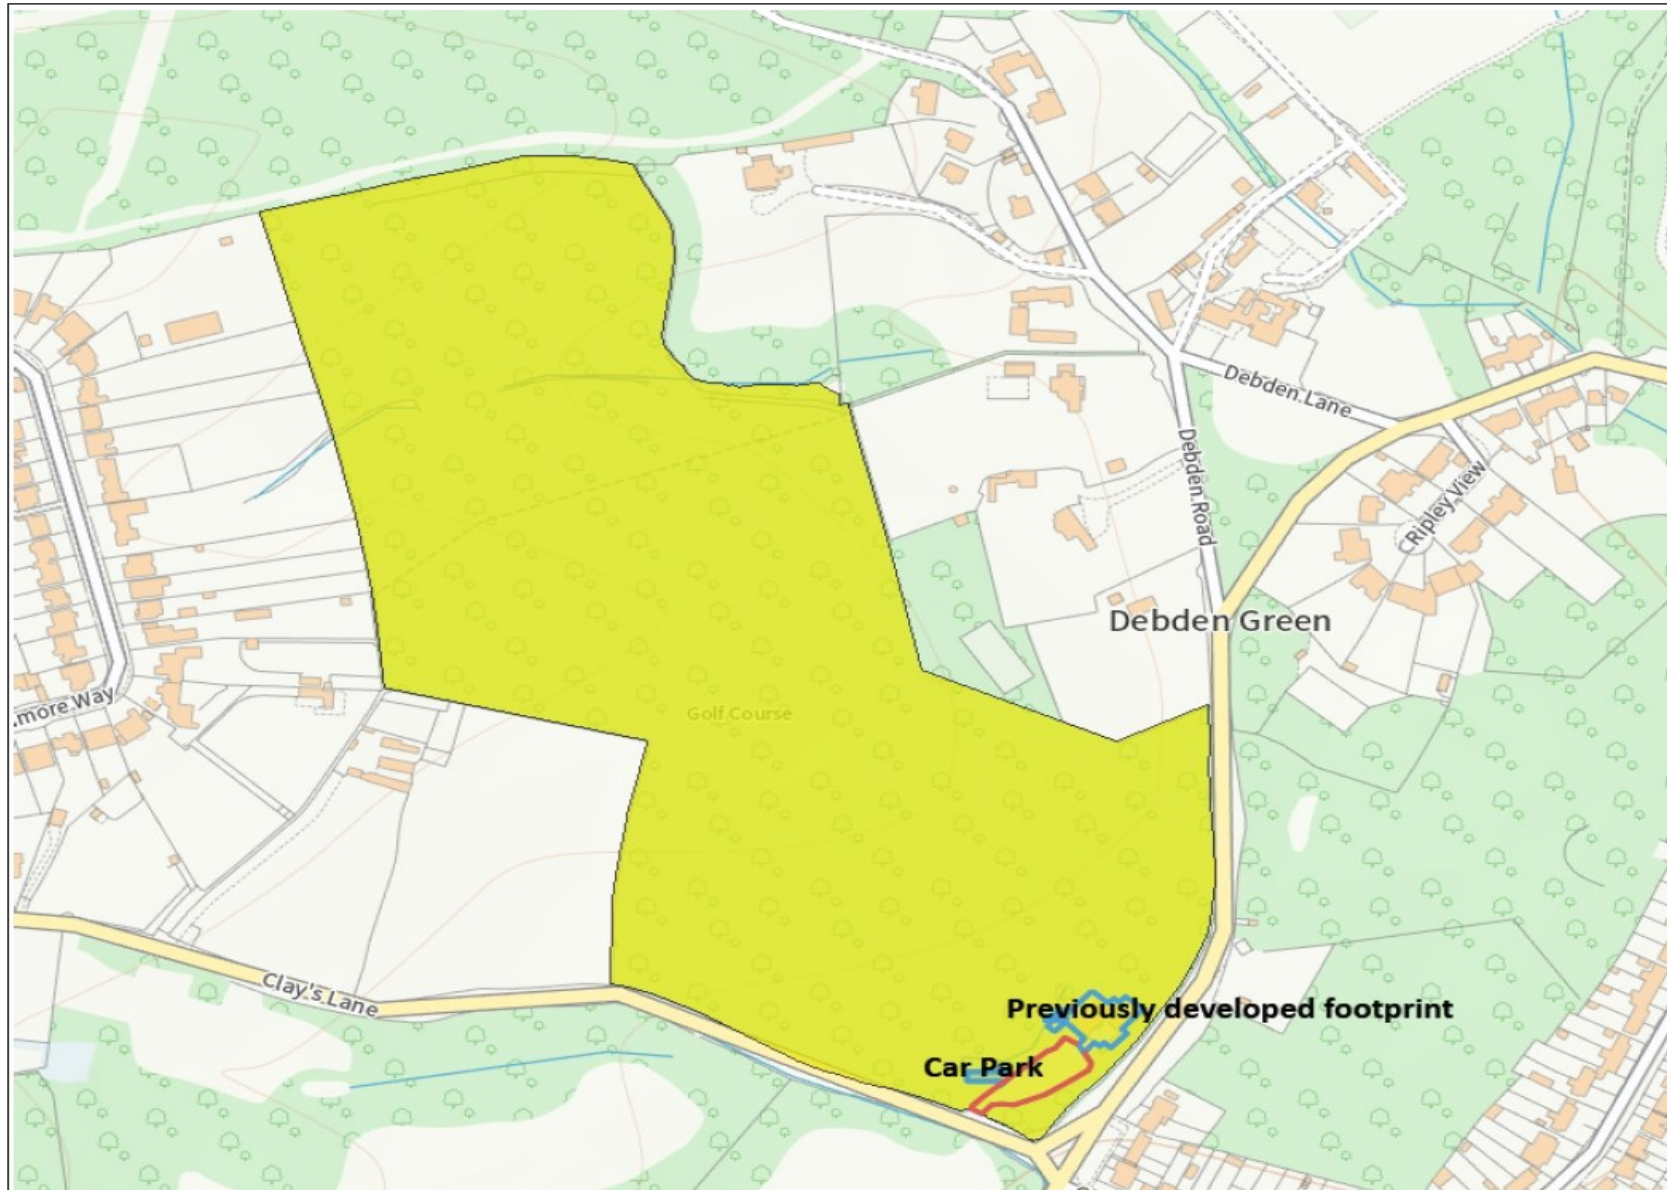 Debden Lane
Debden Road
Ripley View
Debden Green
more Way
Golf Course
Clay's Lane
Previously developed footprint
Car Park